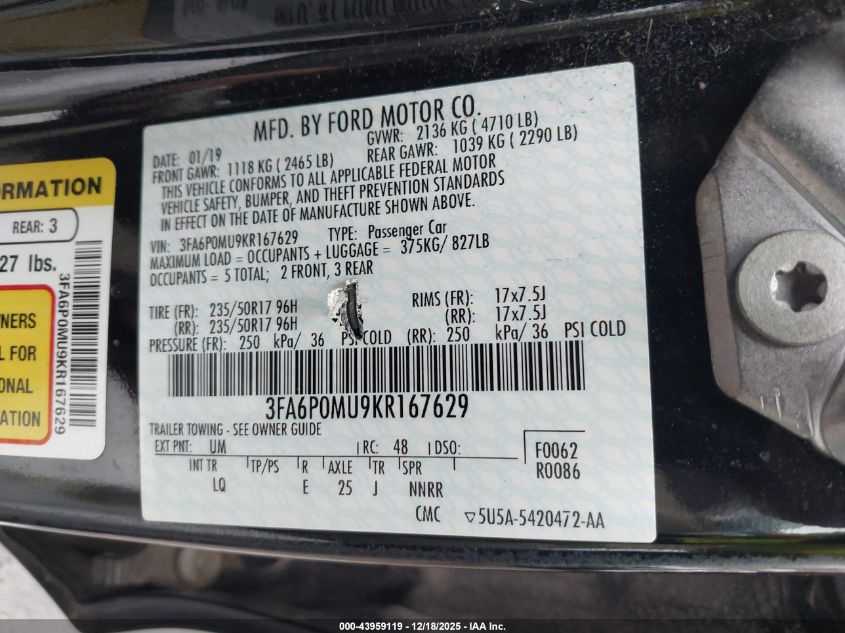 MFD. BY FORD MOTOR CO.
DATE: 01/19 GVWR: 2136 KG ( 4710 LB)
FRONT GAWR: 1118 KG ( 2465 LB) REAR GAWR: 1039 KG ( 2290 LB)
THIS VEHICLE CONFORMS TO ALL APPLICABLE FEDERAL MOTOR
VEHICLE SAFETY, BUMPER, AND THEFT PREVENTION STANDARDS
IN EFFECT ON THE DATE OF MANUFACTURE SHOWN ABOVE.
VIN: 3FA6P0MU9KR167629 TYPE: Passenger Car
MAXIMUM LOAD = OCCUPANTS + LUGGAGE = 375KG/ 827LB
OCCUPANTS = 5 TOTAL; 2 FRONT, 3 REAR
TIRE (FR): 235/50R17 96H RIMS (FR): 17x7.5J
(RR): 235/50R17 96H (RR): 17x7.5J
PRESSURE (FR): 250 kPa/ 36 PSI COLD (RR): 250 kPa/ 36 PSI COLD
3FA6P0MU9KR167629
TRAILER TOWING - SEE OWNER GUIDE
EXT PNT: UM RC: 48 DSO: F0062
R0086
INT TR TP/PS R AXLE TR SPR
LQ E 25 J NNRR
CMC ▽5U5A-5420472-AA
ORMATION
REAR: 3
27 lbs.
WNERS
L FOR
ONAL
ATION
3FA6P0MU9KR167629
000-43959119 - 12/18/2025 - IAA Inc.